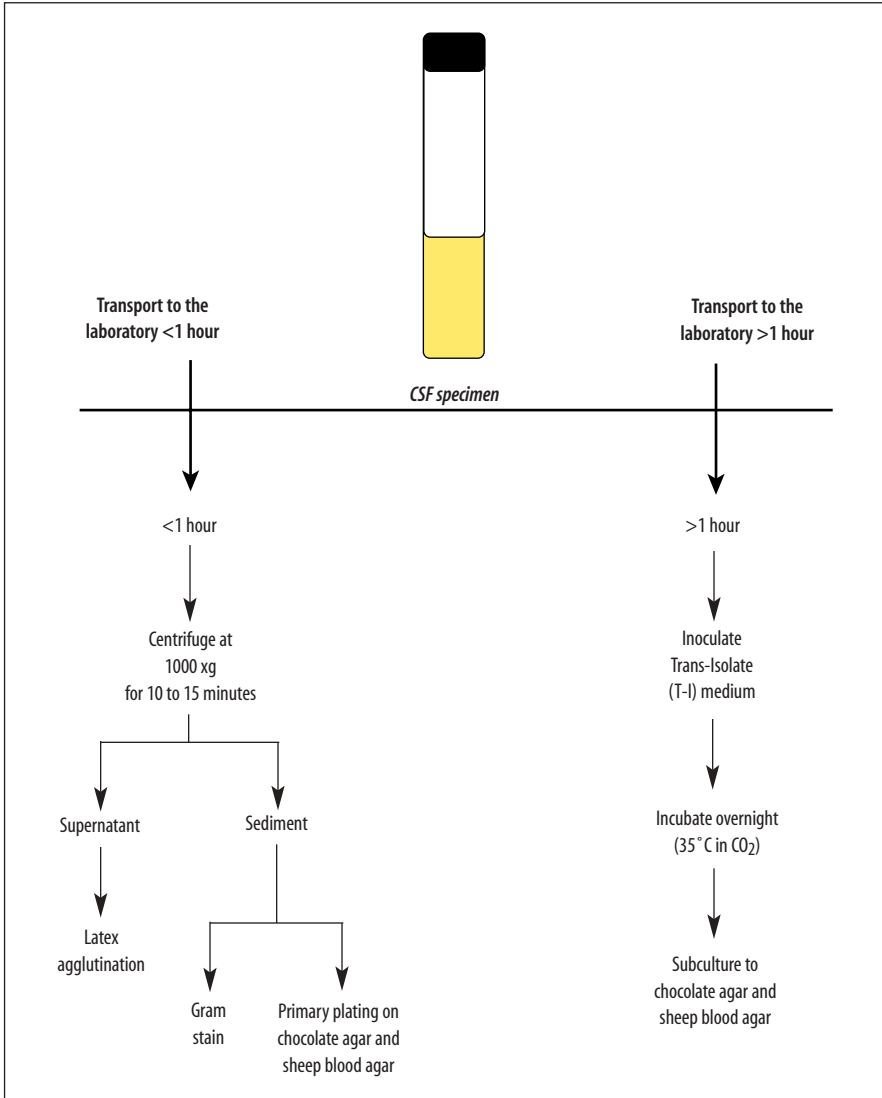 Transport to the
laboratory <1 hour
Transport to the
laboratory >1 hour
CSF specimen
<1 hour
>1 hour
Centrifuge at
1000 xg
for 10 to 15 minutes
Inoculate
Trans-Isolate
(T-I) medium
Supernatant
Sediment
Incubate overnight
(35˚C in CO2)
Latex
agglutination
Gram
stain
Primary plating on
chocolate agar and
sheep blood agar
Subculture to
chocolate agar and
sheep blood agar